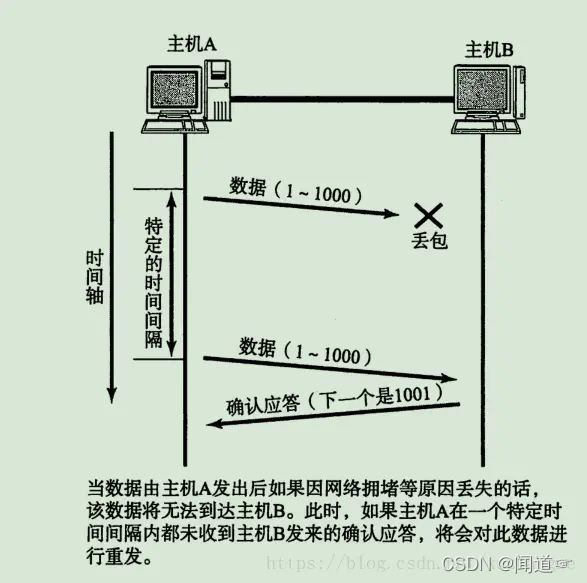 主机A
主机B
数据（1～1000）
丢包
特定的时间间隔
时间轴
数据（1～1000）
确认应答（下一个是1001）
当数据由主机A发出后如果因网络拥堵等原因丢失的话，
该数据将无法到达主机B。此时，如果主机A在一个特定时
间间隔内都未收到主机B发来的确认应答，将会对此数据进
行重发。
https://blog.csdn.
CSDN @闻道